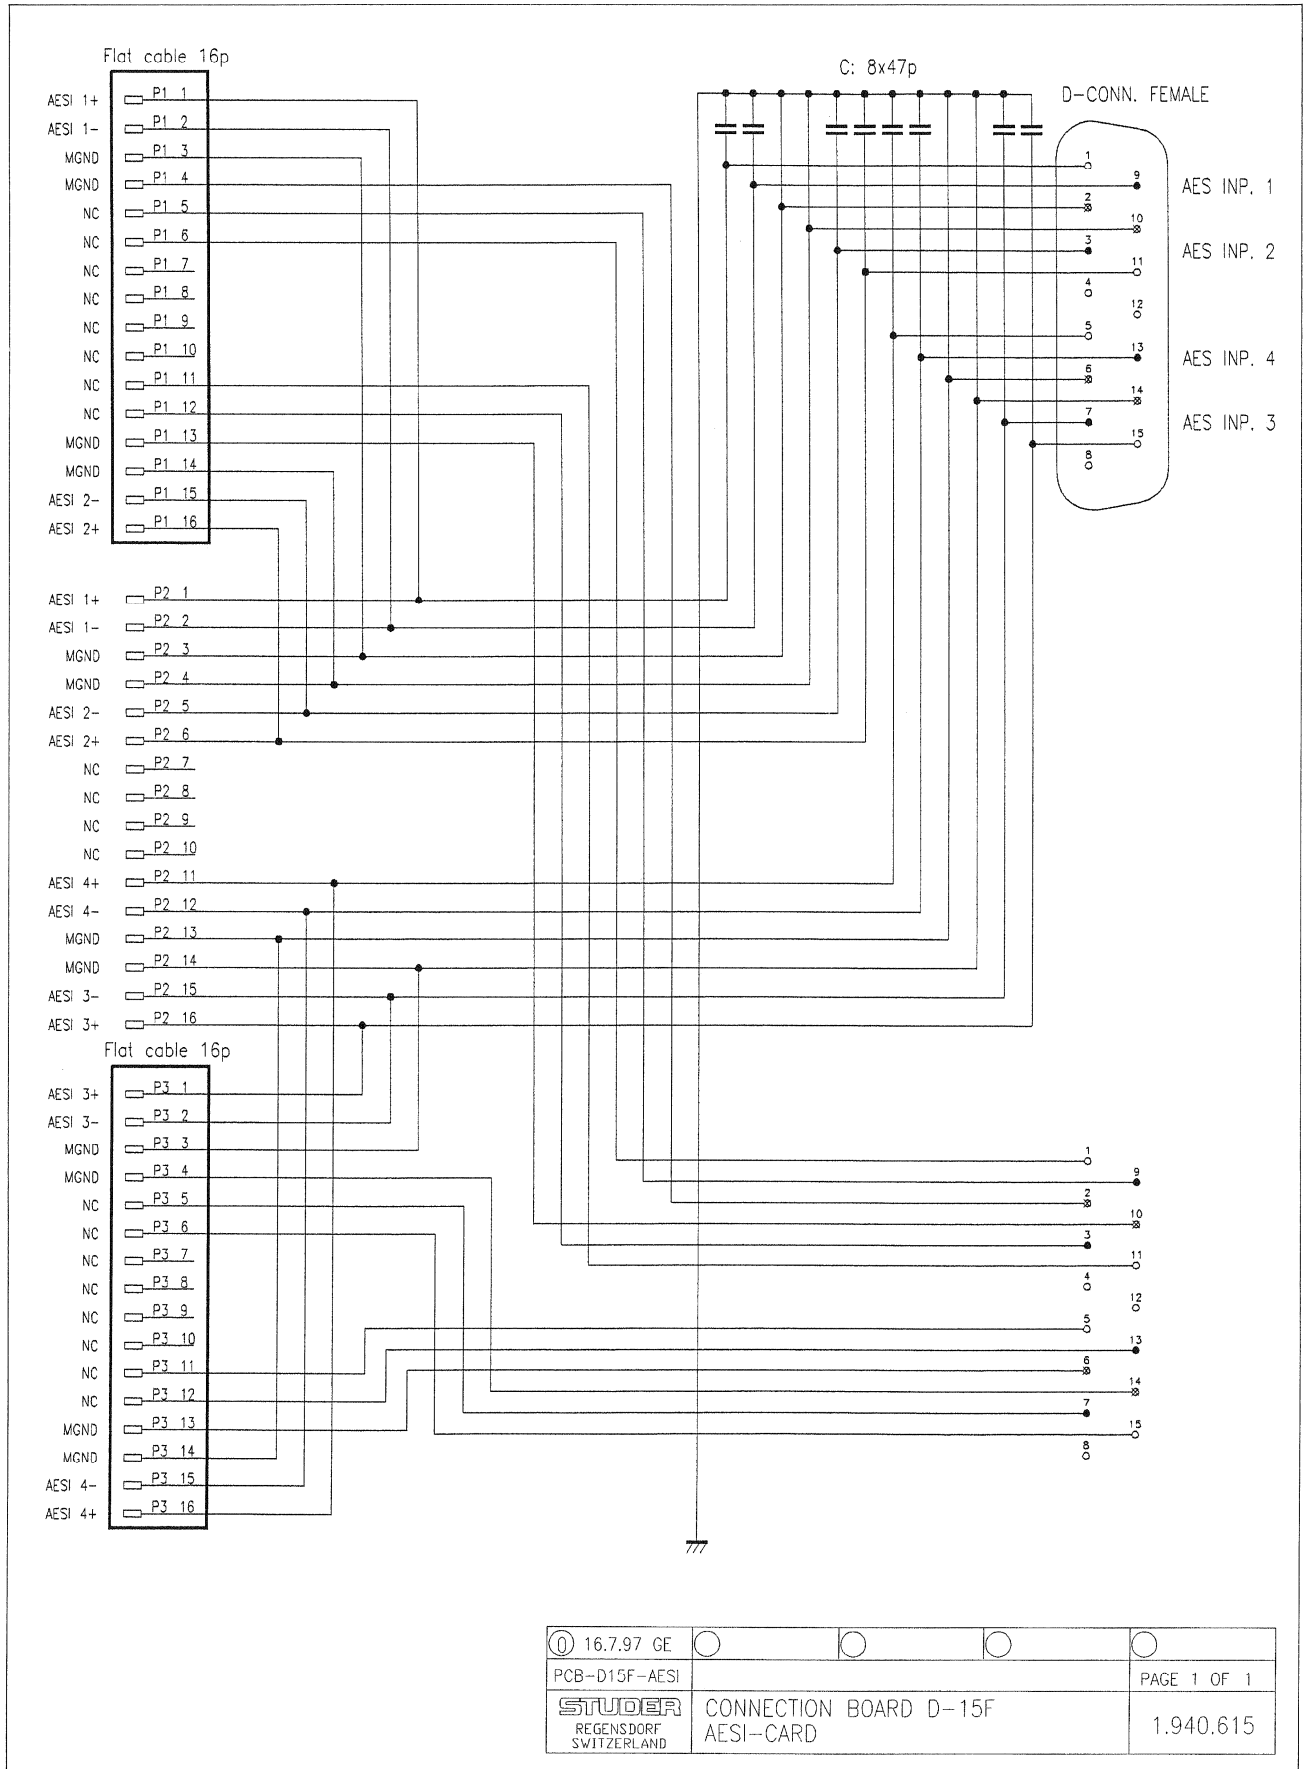 Flat cable 16p
C: 8x47p
D-CONN. FEMALE
AESI 1+ P1 1
AESI 1- P1 2
MGND P1 3
MGND P1 4
NC P1 5
NC P1 6
NC P1 7
NC P1 8
NC P1 9
NC P1 10
NC P1 11
NC P1 12
MGND P1 13
MGND P1 14
AESI 2- P1 15
AESI 2+ P1 16
1
9 AES INP. 1
2
10
3 AES INP. 2
11
4
12
5
13 AES INP. 4
6
14
7 AES INP. 3
15
8
AESI 1+ P2 1
AESI 1- P2 2
MGND P2 3
MGND P2 4
AESI 2- P2 5
AESI 2+ P2 6
NC P2 7
NC P2 8
NC P2 9
NC P2 10
AESI 4+ P2 11
AESI 4- P2 12
MGND P2 13
MGND P2 14
AESI 3- P2 15
AESI 3+ P2 16
Flat cable 16p
AESI 3+ P3 1
AESI 3- P3 2
MGND P3 3
MGND P3 4
NC P3 5
NC P3 6
NC P3 7
NC P3 8
NC P3 9
NC P3 10
NC P3 11
NC P3 12
MGND P3 13
MGND P3 14
AESI 4- P3 15
AESI 4+ P3 16
1
9
2
10
3
11
4
12
5
13
6
14
7
15
8
0 16.7.97 GE
PCB-D15F-AESI
PAGE 1 OF 1
STUDER
REGENSDORF
SWITZERLAND
CONNECTION BOARD D-15F
AESI-CARD
1.940.615